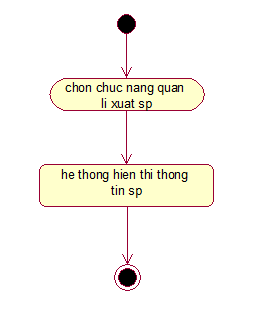 chon chuc nang quan
li xuat sp
he thong hien thi thong
tin sp